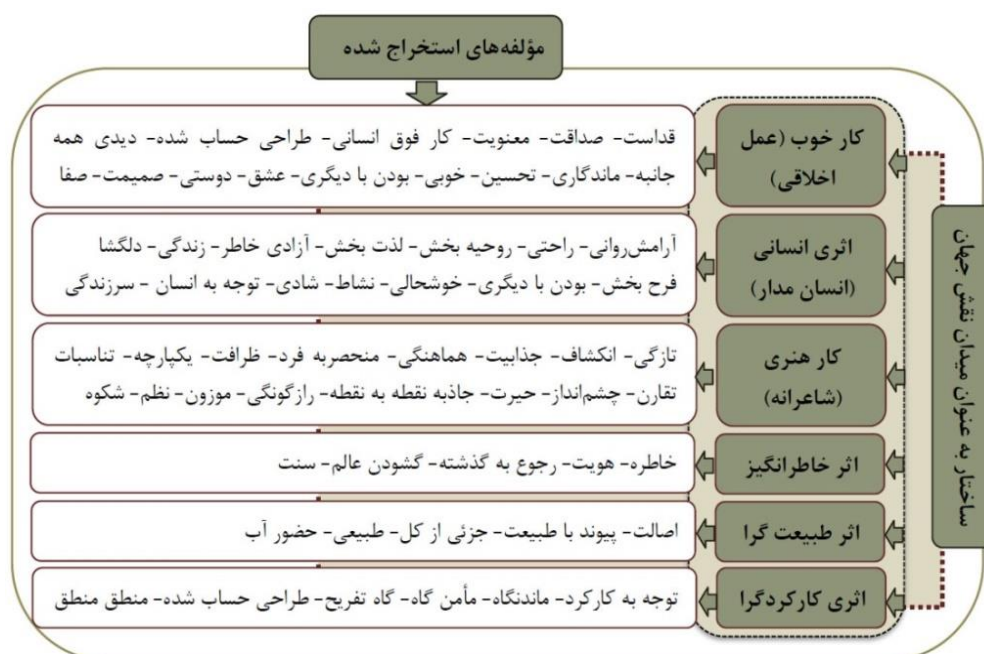 مؤلفه‌های استخراج شده
ساختار به عنوان میدان نقش جهان
کار خوب (عمل
اخلاقی)
قداست- صداقت- معنویت- کار فوق انسانی- طراحی حساب شده- دیدی همه
جانبه- ماندگاری- تحسین- خوبی- بودن با دیگری- عشق- دوستی- صمیمت- صفا
اثری انسانی
(انسان مدار)
آرامش‌روانی- راحتی- روحیه بخش- لذت بخش- آزادی خاطر- زندگی- دلگشا
فرح بخش- بودن با دیگری- خوشحالی- نشاط- شادی- توجه به انسان - سرزندگی
کار هنری
(شاعرانه)
تازگی- انکشاف- جذابیت- هماهنگی- منحصربه فرد- ظرافت- یکپارچه- تناسبات
تقارن- چشم‌انداز- حیرت- جاذبه نقطه به نقطه- رازگونگی- موزون- نظم- شکوه
اثر خاطرانگیز
خاطره- هویت- رجوع به گذشته- گشودن عالم- سنت
اثر طبیعت گرا
اصالت- پیوند با طبیعت- جزئی از کل- طبیعی- حضور آب
اثری کارکردگرا
توجه به کارکرد- ماندنگاه- مأمن گاه- گاه تفریح- طراحی حساب شده- منطق منطق